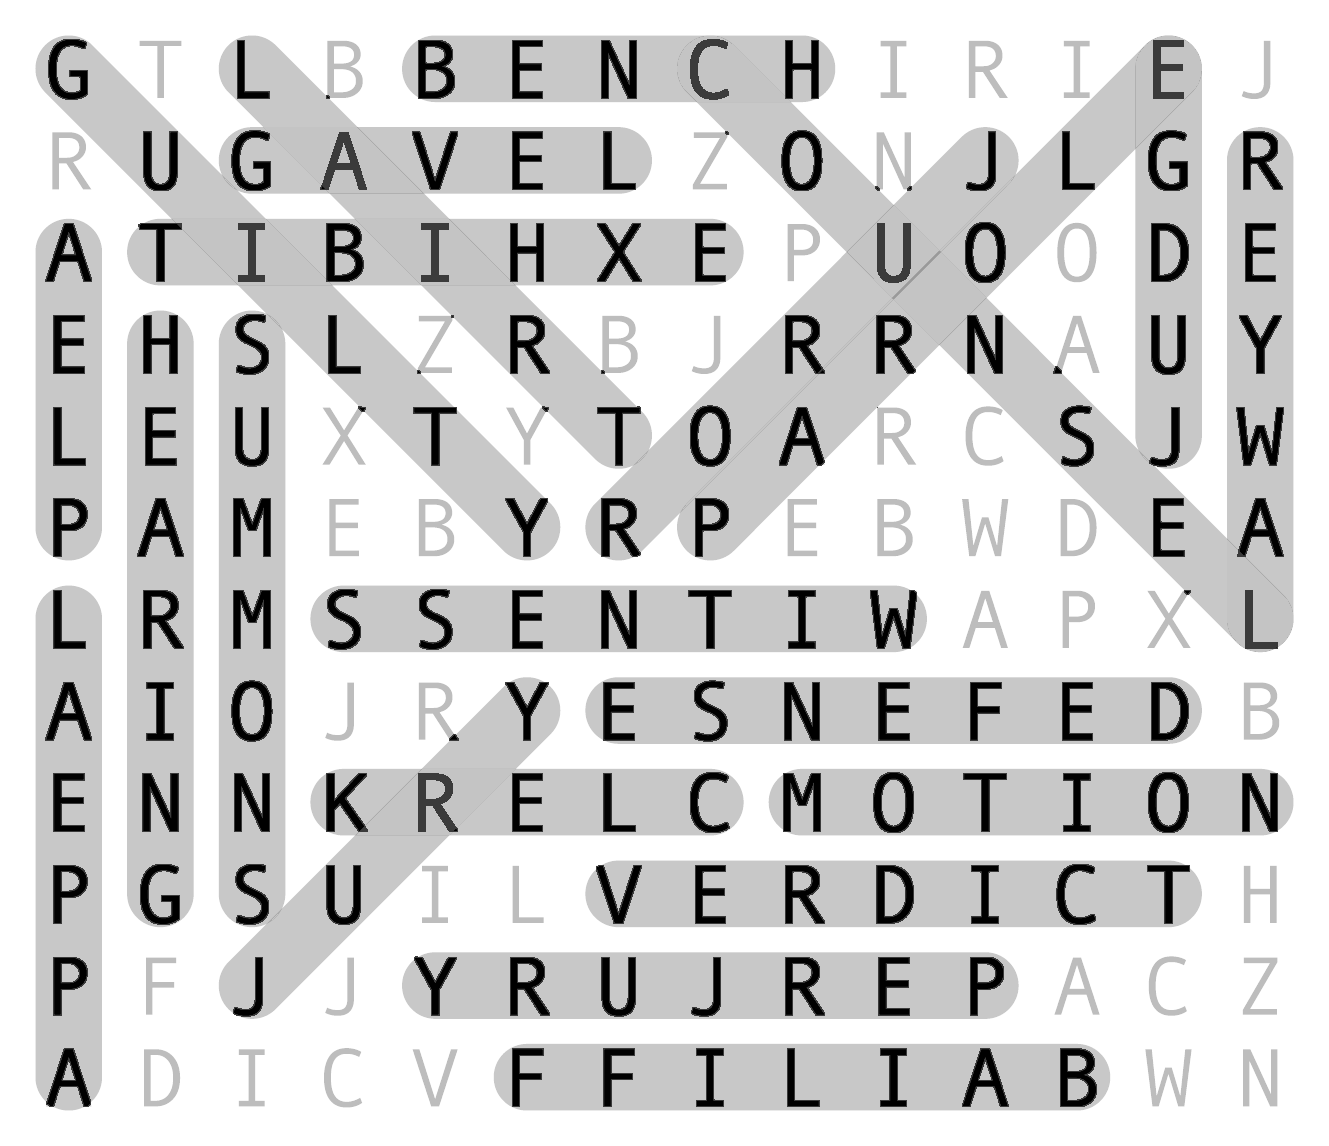 G T L B B E N C H I R I E J
R U G A V E L Z O N J L G R
A T I B I H X E P U O O D E
E H S L Z R B J R R N A U Y
L E U X T Y T O A R C S J W
P A M E B Y R P E B W D E A
L R M S S E N T I W A P X L
A I O J R Y E S N E F E D B
E N N K R E L C M O T I O N
P G S U I L V E R D I C T H
P F J J Y R U J R E P A C Z
A D I C V F F I L I A B W N